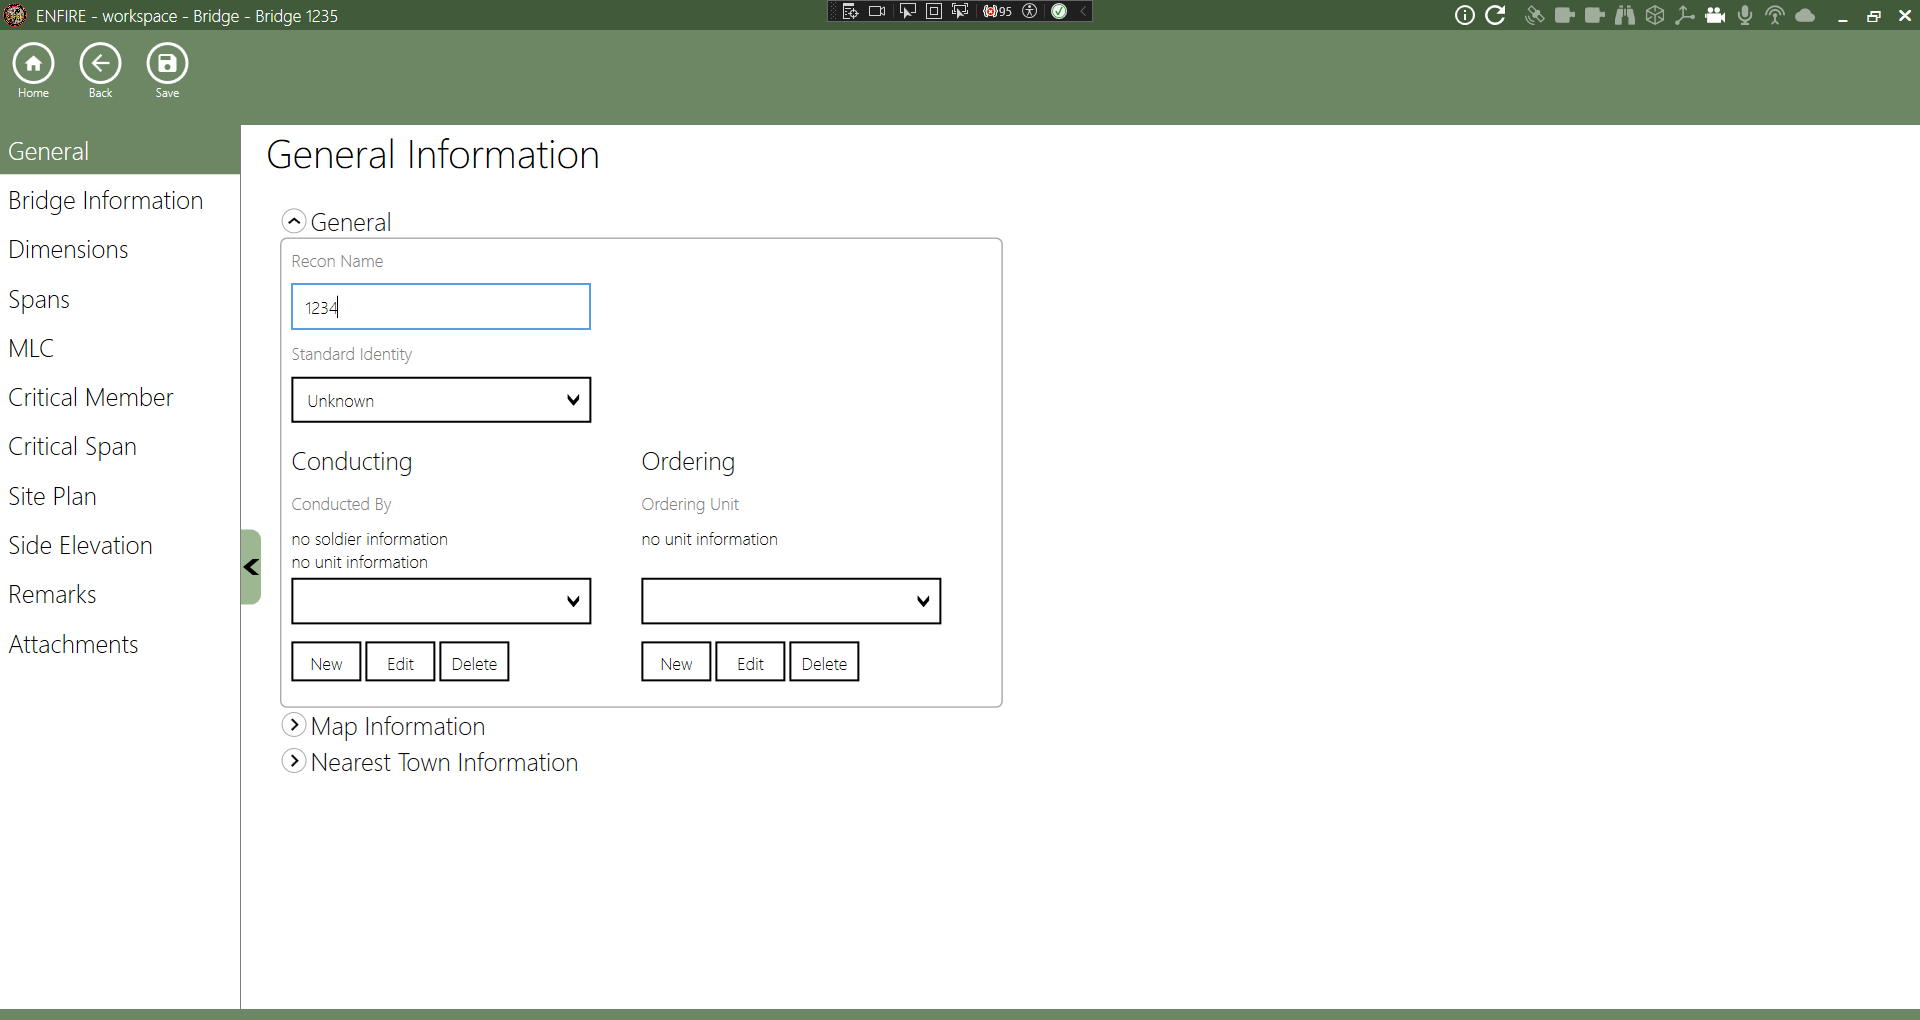 ENFIRE - workspace - Bridge - Bridge 1235
95
Home
Back
Save
General
Bridge Information
Dimensions
Spans
MLC
Critical Member
Critical Span
Site Plan
Side Elevation
Remarks
Attachments
General Information
General
Recon Name
1234
Standard Identity
Unknown
Conducting
Conducted By
no soldier information
no unit information
New Edit Delete
Ordering
Ordering Unit
no unit information
New Edit Delete
Map Information
Nearest Town Information